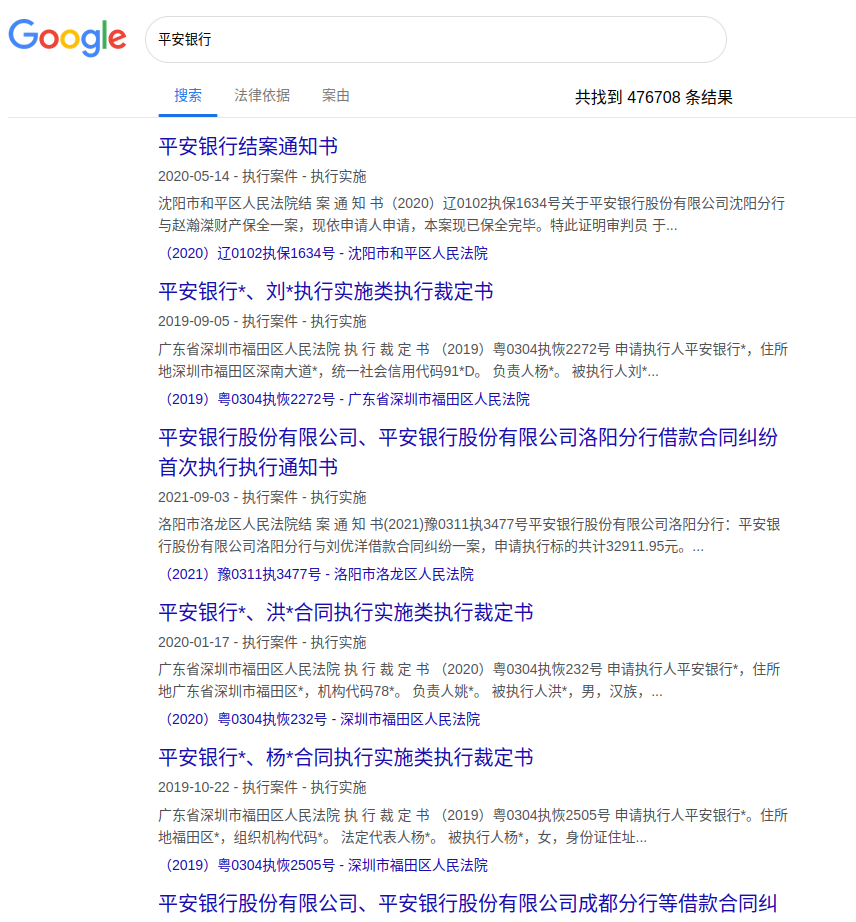 Google
平安银行
搜索 法律依据 案由 共找到 476708 条结果
平安银行结案通知书
2020-05-14 - 执行案件 - 执行实施
沈阳市和平区人民法院结 案 通 知 书（2020）辽0102执保1634号关于平安银行股份有限公司沈阳分行
与赵瀚滐财产保全一案，现依申请人申请，本案现已保全完毕。特此证明审判员 于...
（2020）辽0102执保1634号 - 沈阳市和平区人民法院
平安银行*、刘*执行实施类执行裁定书
2019-09-05 - 执行案件 - 执行实施
广东省深圳市福田区人民法院 执 行 裁 定 书 （2019）粤0304执恢2272号 申请执行人平安银行*，住所
地深圳市福田区深南大道*，统一社会信用代码91*D。 负责人杨*。 被执行人刘*...
（2019）粤0304执恢2272号 - 广东省深圳市福田区人民法院
平安银行股份有限公司、平安银行股份有限公司洛阳分行借款合同纠纷
首次执行执行通知书
2021-09-03 - 执行案件 - 执行实施
洛阳市洛龙区人民法院结 案 通 知 书(2021)豫0311执3477号平安银行股份有限公司洛阳分行：平安银
行股份有限公司洛阳分行与刘优洋借款合同纠纷一案，申请执行标的共计32911.95元。...
（2021）豫0311执3477号 - 洛阳市洛龙区人民法院
平安银行*、洪*合同执行实施类执行裁定书
2020-01-17 - 执行案件 - 执行实施
广东省深圳市福田区人民法院 执 行 裁 定 书 （2020）粤0304执恢232号 申请执行人平安银行*，住所
地广东省深圳市福田区*，机构代码78*。 负责人姚*。 被执行人洪*，男，汉族，...
（2020）粤0304执恢232号 - 深圳市福田区人民法院
平安银行*、杨*合同执行实施类执行裁定书
2019-10-22 - 执行案件 - 执行实施
广东省深圳市福田区人民法院 执 行 裁 定 书 （2019）粤0304执恢2505号 申请执行人平安银行*。住所
地福田区*，组织机构代码*。 法定代表人杨*。 被执行人杨*，女，身份证住址...
（2019）粤0304执恢2505号 - 深圳市福田区人民法院
平安银行股份有限公司、平安银行股份有限公司成都分行等借款合同纠